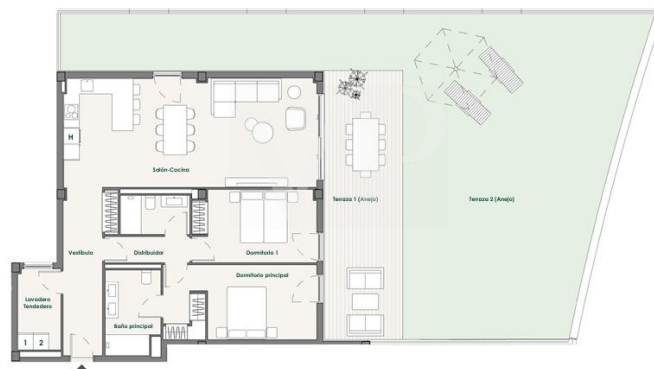 H
Salón-Cocina
Terraza 1 (Anejo)
Terraza 2 (Anejo)
Vestíbulo
Distribuidor
Dormitorio 1
Dormitorio principal
Lavadero
Tendedero
Baño principal
1 2